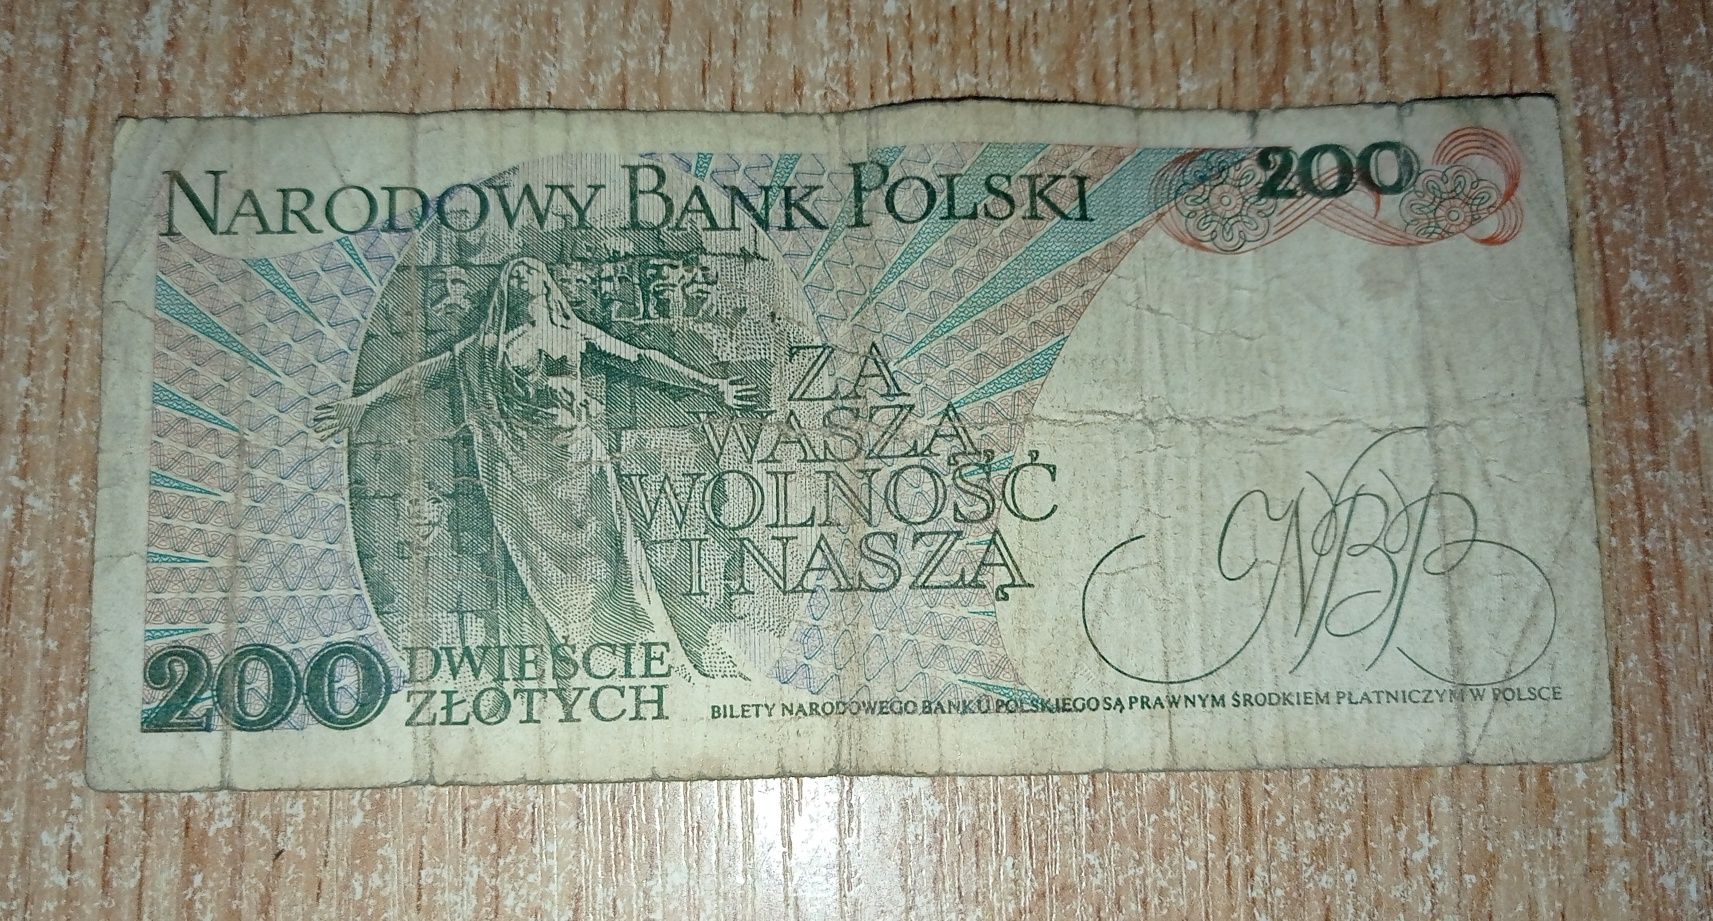 NARODOWY BANK POLSKI
200
ZA
WASZĄ
WOLNOŚĆ
I NASZĄ
NBP
200 DWIEŚCIE
ZŁOTYCH
BILETY NARODOWEGO BANKU POLSKIEGO SĄ PRAWNYM ŚRODKIEM PŁATNICZYM W POLSCE